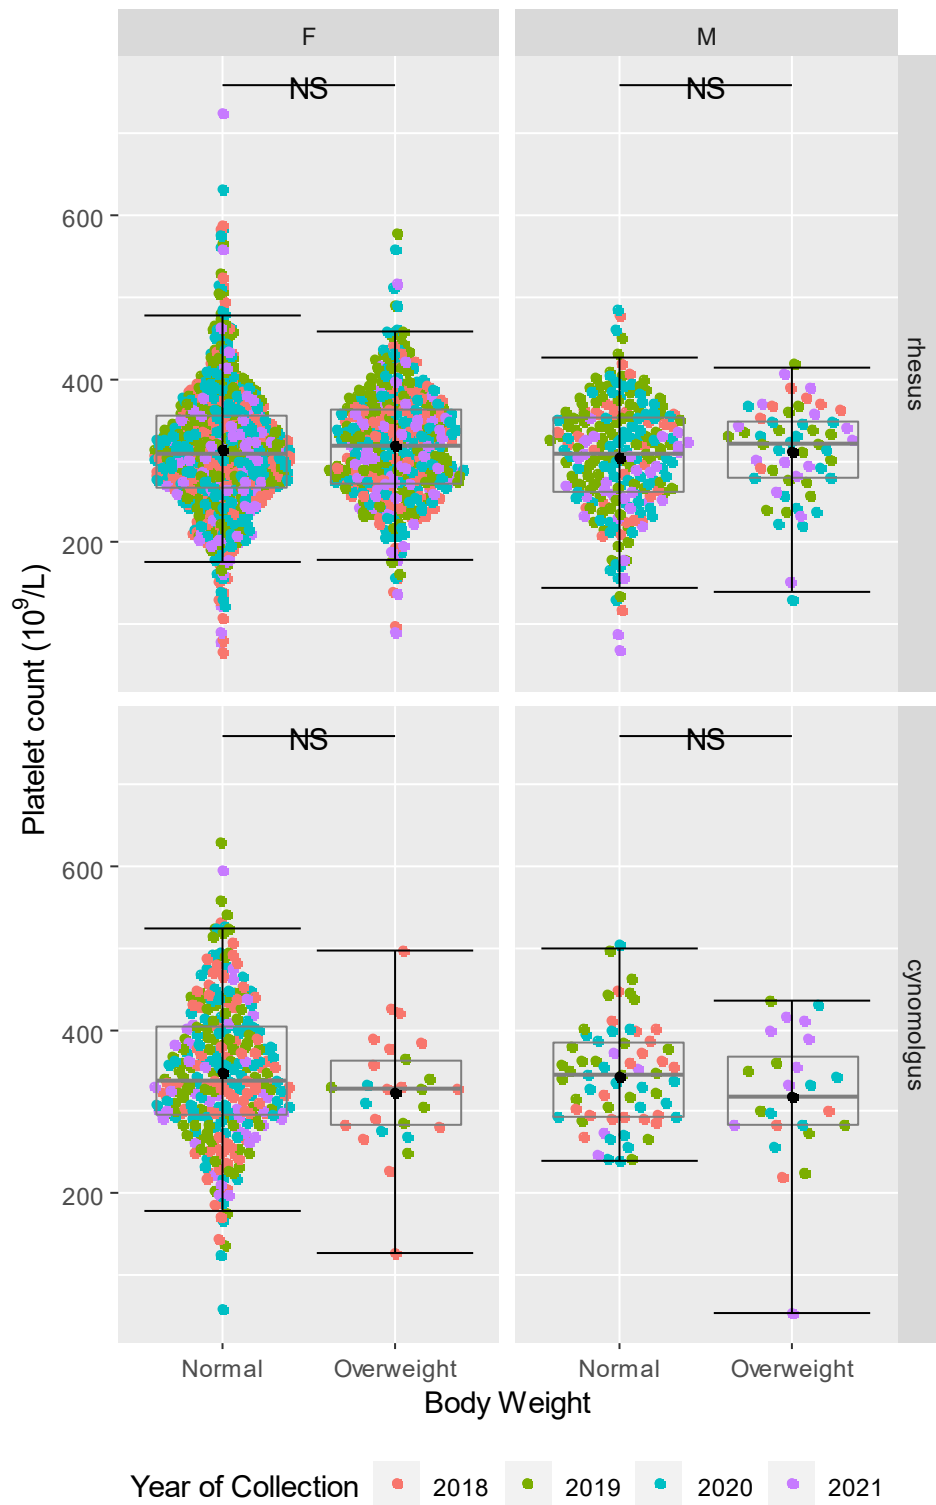 F
M
NS
NS
600
400
200
rhesus
Platelet count (10⁹/L)
NS
NS
600
400
200
cynomolgus
Normal
Overweight
Normal
Overweight
Body Weight
Year of Collection 2018 2019 2020 2021